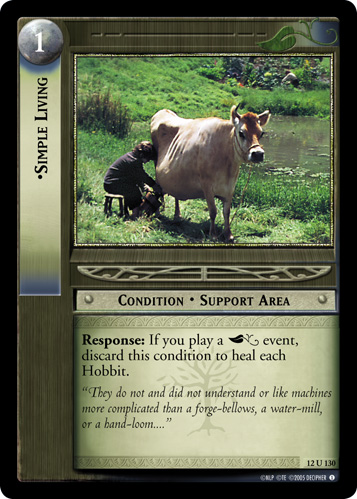 1
•Simple Living
Condition • Support Area
Response: If you play a event,
discard this condition to heal each
Hobbit.
“They do not and did not understand or like machines
more complicated than a forge-bellows, a water-mill,
or a hand-loom....”
12 U 130
©NLP ©TE ©2005 DECIPHER